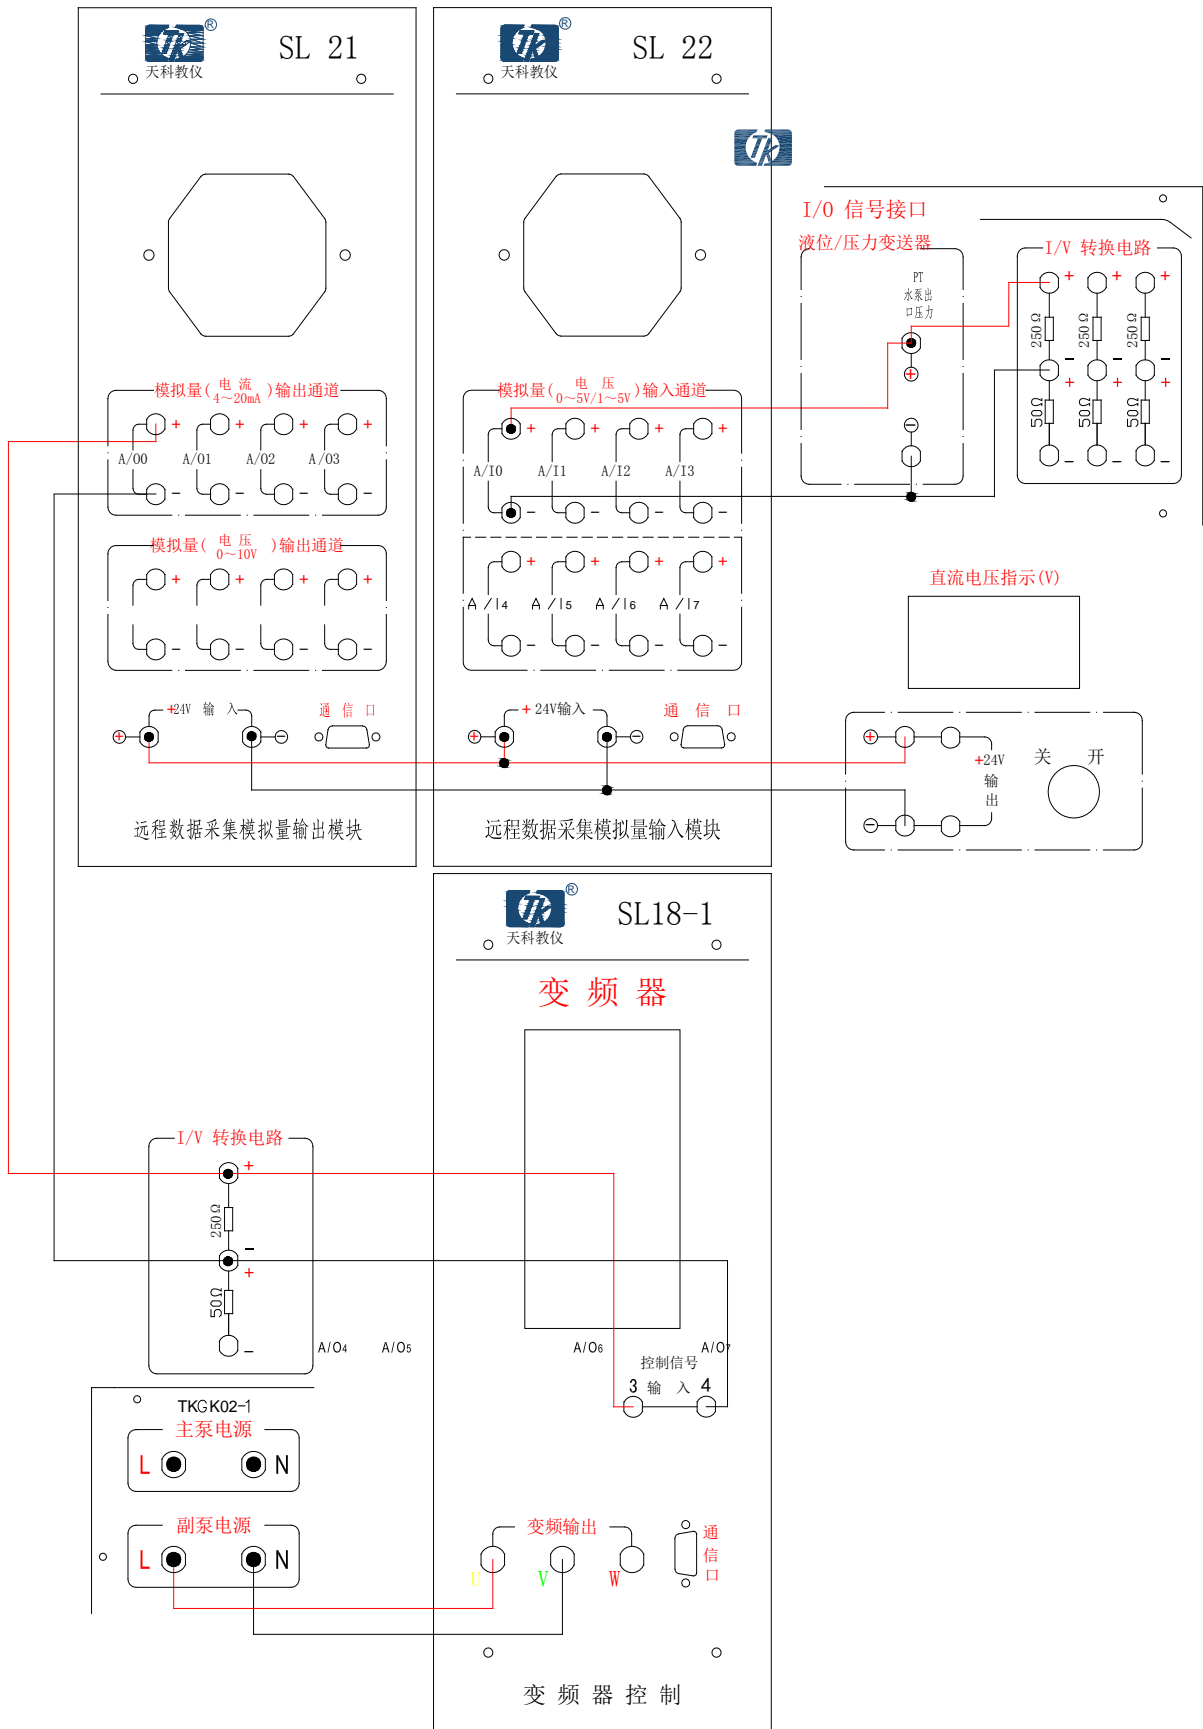 TK®
天科教仪
SL 21
模拟量(电流 4～20mA)输出通道
+ + + +
A/O0 A/O1 A/O2 A/O3
- - - -
模拟量(电压 0～10V)输出通道
+ + + +
- - - -
+24V 输入
通信口
+ -
远程数据采集模拟量输出模块
TK®
天科教仪
SL 22
模拟量(电压 0～5V/1～5V)输入通道
+ + + +
A/I0 A/I1 A/I2 A/I3
- - - -
+ + + +
A/I4 A/I5 A/I6 A/I7
- - - -
+24V输入
通信口
+ -
远程数据采集模拟量输入模块
TK
I/O 信号接口
液位/压力变送器
PT
水泵出
口压力
+
-
I/V 转换电路
+ + +
250Ω 250Ω 250Ω
- - -
+ + +
50Ω 50Ω 50Ω
- - -
直流电压指示(V)
+
+24V
输
出
-
关 开
TK®
天科教仪
SL18-1
变频器
I/V 转换电路
+
250Ω
-
+
50Ω
-
A/O4 A/O5 A/O6 A/O7
控制信号
3 输入 4
TKGK02-1
主泵电源
L N
副泵电源
L N
变频输出
U V W
通
信
口
变频器控制